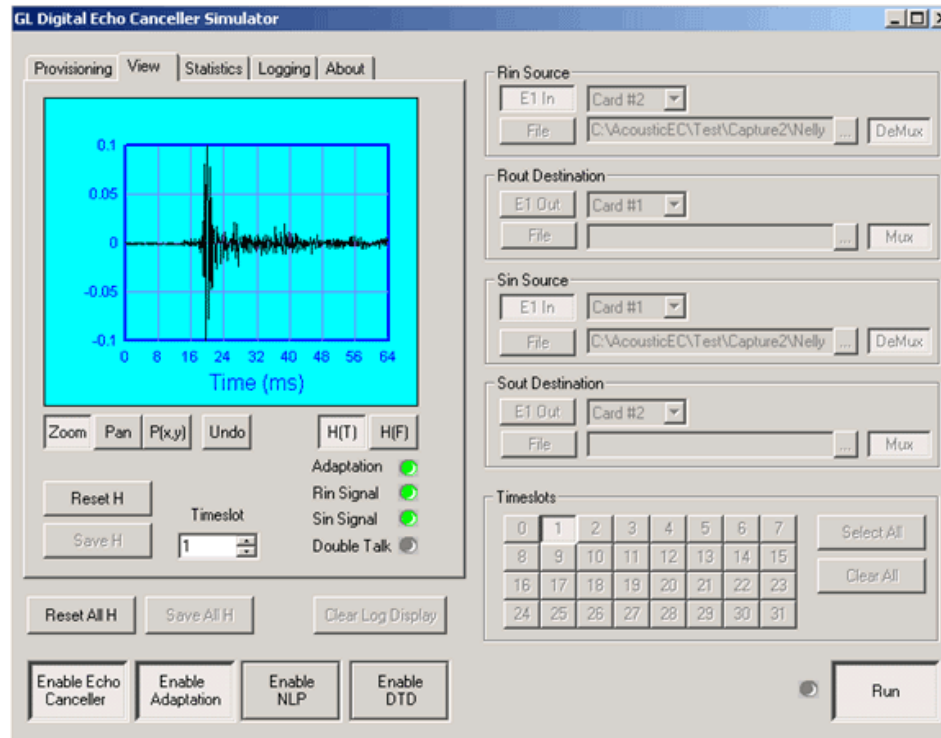 GL Digital Echo Canceller Simulator
Provisioning View Statistics Logging About
0.1
0.05
0
-0.05
-0.1
0 8 16 24 32 40 48 56 64
Time (ms)
Zoom Pan P(x,y) Undo H(T) H(F)
Adaptation
Rin Signal
Sin Signal
Double Talk
Reset H
Save H
Timeslot
1
Reset All H Save All H Clear Log Display
Enable Echo Canceller
Enable Adaptation
Enable NLP
Enable DTD
Rin Source
E1 In Card #2
File C:\AcousticEC\Test\Capture2\Nelly ... DeMux
Rout Destination
E1 Out Card #1
File ... Mux
Sin Source
E1 In Card #1
File C:\AcousticEC\Test\Capture2\Nelly ... DeMux
Sout Destination
E1 Out Card #2
File ... Mux
Timeslots
0 1 2 3 4 5 6 7
8 9 10 11 12 13 14 15
16 17 18 19 20 21 22 23
24 25 26 27 28 29 30 31
Select All
Clear All
Run